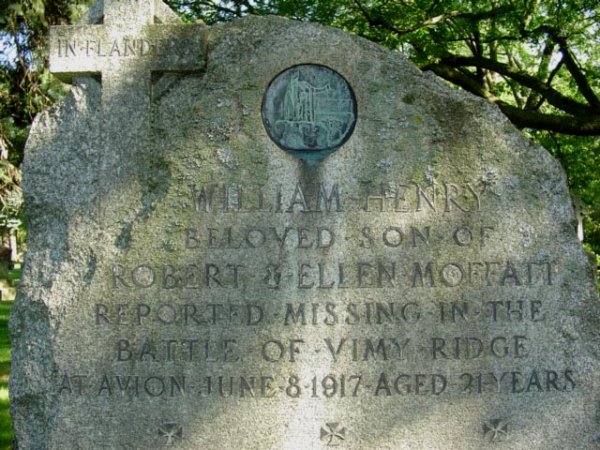 IN FLANDERS
WILLIAM HENRY
BELOVED SON OF
ROBERT & ELLEN MOFFATT
REPORTED MISSING IN THE
BATTLE OF VIMY RIDGE
AT AVION JUNE 8 1917 AGED 21 YEARS